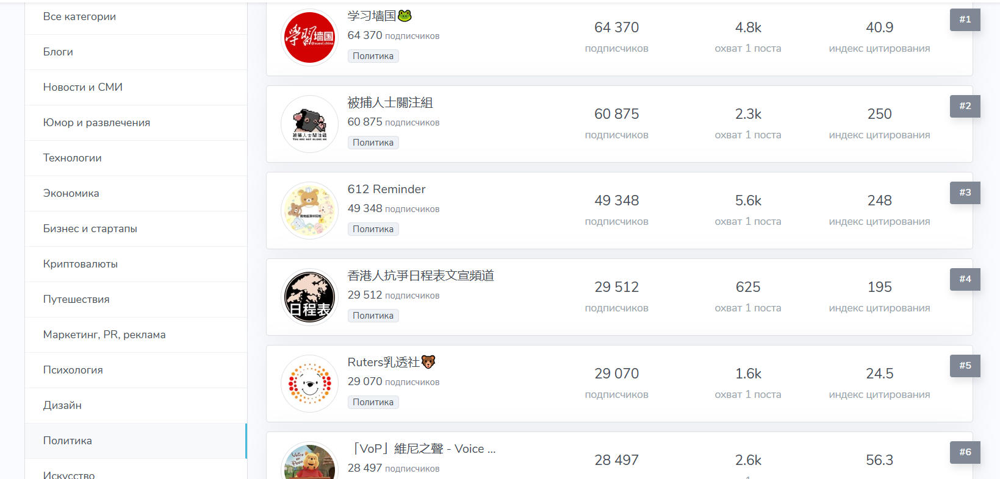 Все категории
Блоги
Новости и СМИ
Юмор и развлечения
Технологии
Экономика
Бизнес и стартапы
Криптовалюты
Путешествия
Маркетинг, PR, реклама
Психология
Дизайн
Политика
Искусство
學習墙国
@xuexi_china
学习墙国🐸
64 370 подписчиков
Политика
64 370
подписчиков
4.8k
охват 1 поста
40.9
индекс цитирования
#1
被捕人士關注組
YOU ARE NOT ALONE HK
被捕人士關注組
60 875 подписчиков
Политика
60 875
подписчиков
2.3k
охват 1 поста
250
индекс цитирования
#2
612 Reminder
49 348 подписчиков
Политика
49 348
подписчиков
5.6k
охват 1 поста
248
индекс цитирования
#3
日程表
香港人抗爭日程表文宣頻道
29 512 подписчиков
Политика
29 512
подписчиков
625
охват 1 поста
195
индекс цитирования
#4
Ruters乳透社🐻
29 070 подписчиков
Политика
29 070
подписчиков
1.6k
охват 1 поста
24.5
индекс цитирования
#5
Voice of Pooh
「VoP」維尼之聲 - Voice ...
28 497 подписчиков
28 497
2.6k
56.3
#6